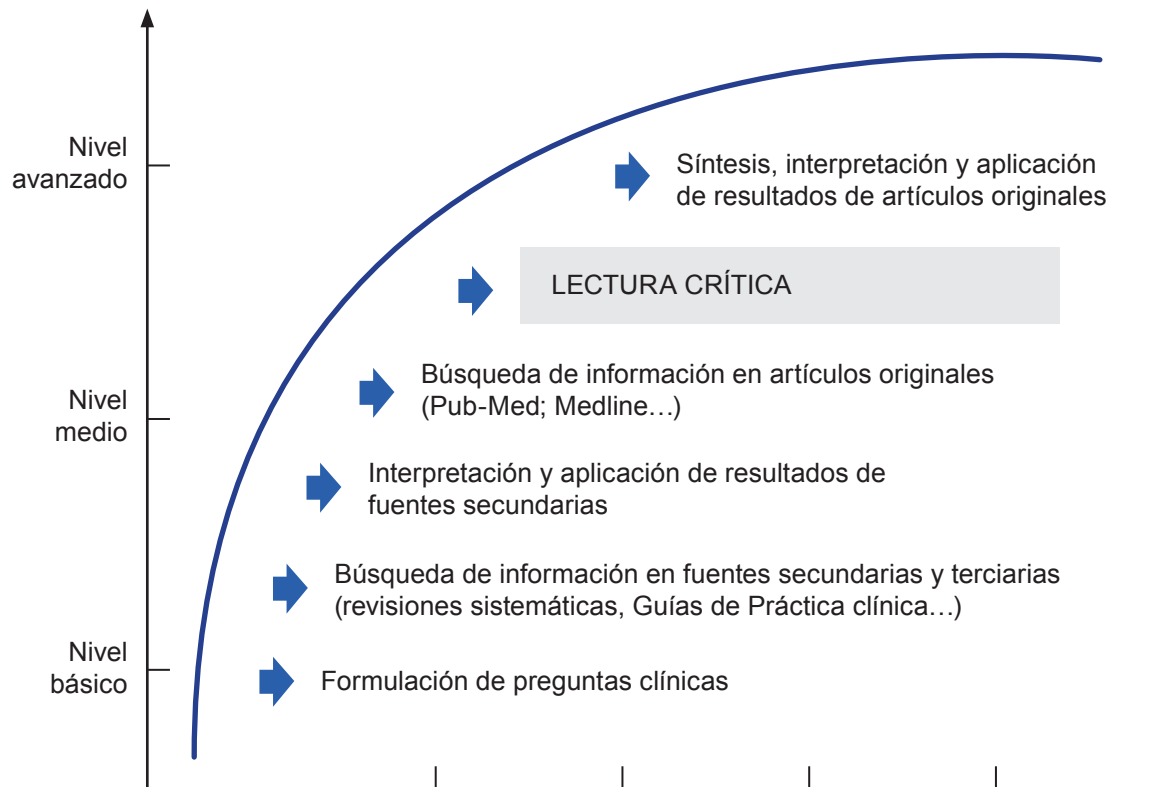 Nivel
avanzado
Síntesis, interpretación y aplicación
de resultados de artículos originales
LECTURA CRÍTICA
Búsqueda de información en artículos originales
(Pub-Med; Medline…)
Nivel
medio
Interpretación y aplicación de resultados de
fuentes secundarias
Búsqueda de información en fuentes secundarias y terciarias
(revisiones sistemáticas, Guías de Práctica clínica…)
Nivel
básico
Formulación de preguntas clínicas